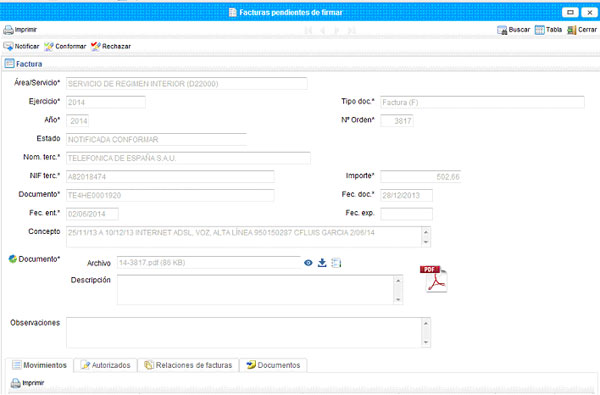 Facturas pendientes de firmar
Imprimir Buscar Tabla Cerrar
Notificar Conformar Rechazar
Factura
Área/Servicio* SERVICIO DE REGIMEN INTERIOR (D22000)
Ejercicio* 2014 Tipo doc.* Factura (F)
Año* 2014 Nº Orden* 3817
Estado NOTIFICADA CONFORMAR
Nom. terc.* TELEFONICA DE ESPAÑA S.A.U.
NIF terc.* A82018474 Importe* 502,66
Documento* TE4HE0001920 Fec. doc.* 28/12/2013
Fec. ent.* 02/06/2014 Fec. exp.
Concepto 25/11/13 A 10/12/13 INTERNET ADSL, VOZ, ALTA LÍNEA 950150287 CFLUIS GARCIA 2/06/14
Documento* Archivo 14-3817.pdf (85 KB)
PDF
Descripción
Observaciones
Movimientos Autorizados Relaciones de facturas Documentos
Imprimir